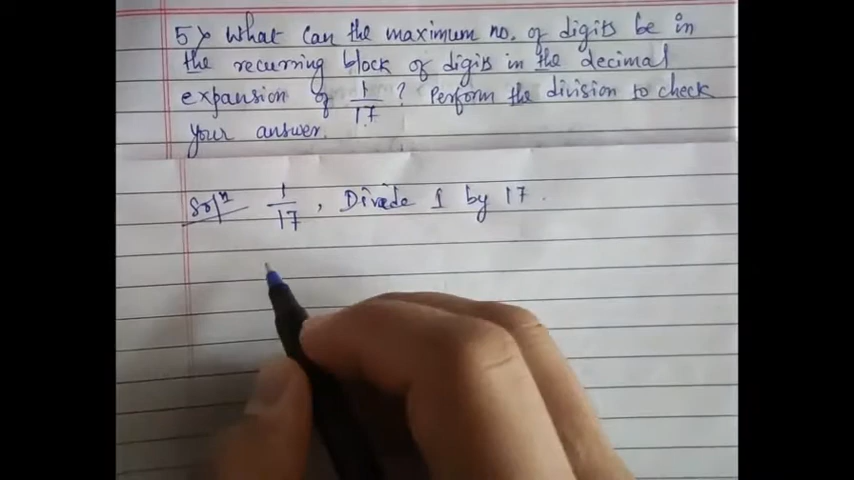 5> What can the maximum no. of digits be in
the recurring block of digits in the decimal
expansion of 1/17 ? Perform the division to check
your answer.
Solⁿ 1/17 , Divide 1 by 17.